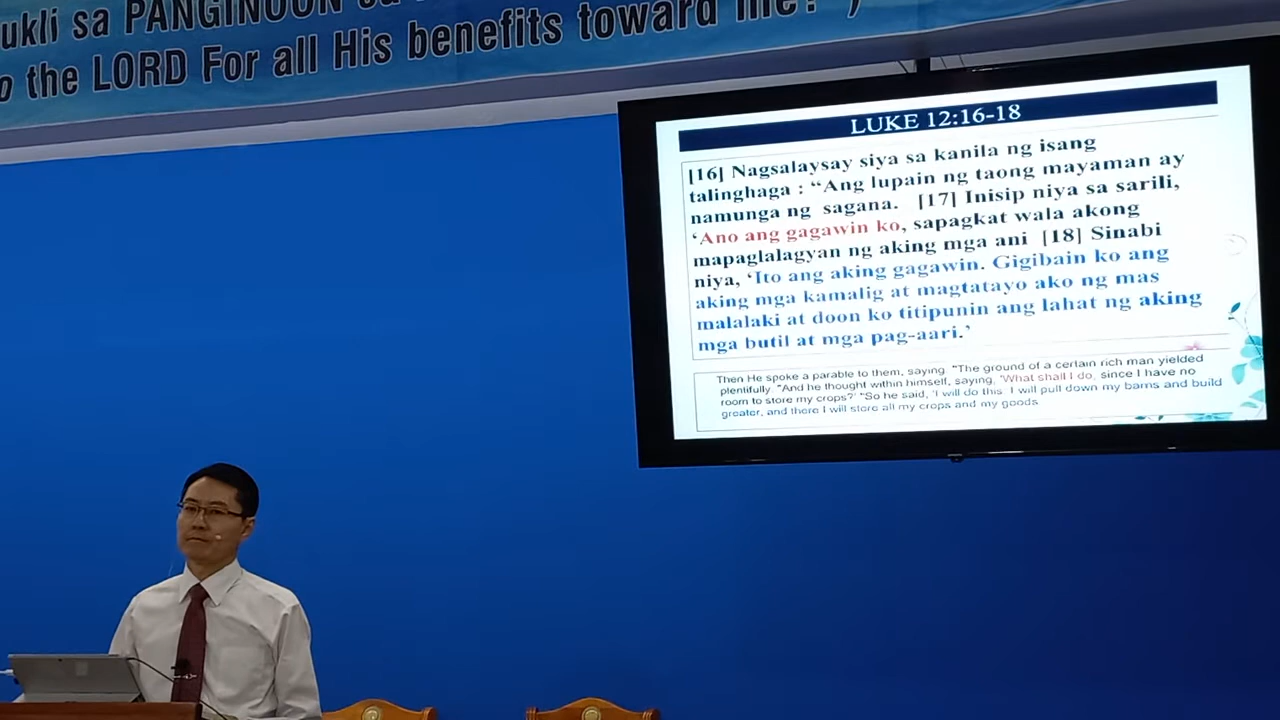 ukli sa PANGINOON sa
the LORD For all His benefits toward me?")
LUKE 12:16-18
[16] Nagsalaysay siya sa kanila ng isang
talinghaga : “Ang lupain ng taong mayaman ay
namunga ng sagana. [17] Inisip niya sa sarili,
‘Ano ang gagawin ko, sapagkat wala akong
mapaglalagyan ng aking mga ani [18] Sinabi
niya, ‘Ito ang aking gagawin. Gigibain ko ang
aking mga kamalig at magtatayo ako ng mas
malalaki at doon ko titipunin ang lahat ng aking
mga butil at mga pag-aari.’
Then He spoke a parable to them, saying: "The ground of a certain rich man yielded
plentifully. "And he thought within himself, saying, 'What shall I do, since I have no
room to store my crops?' "So he said, 'I will do this: I will pull down my barns and build
greater, and there I will store all my crops and my goods.